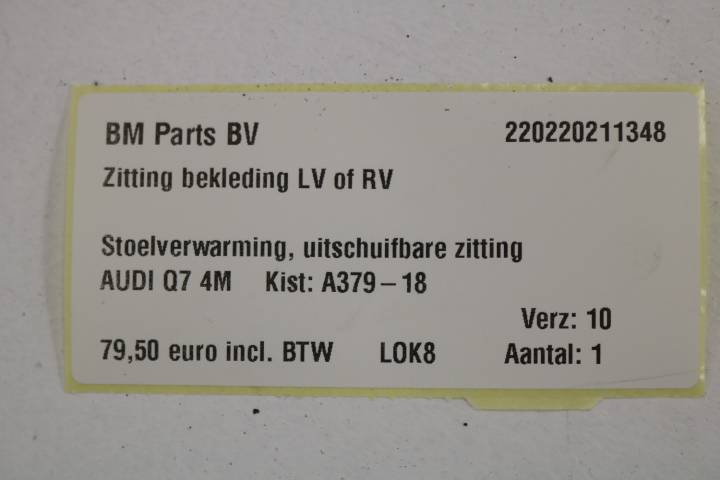 BM Parts BV 220220211348
Zitting bekleding LV of RV
Stoelverwarming, uitschuifbare zitting
AUDI Q7 4M Kist: A379-18
Verz: 10
79,50 euro incl. BTW LOK8 Aantal: 1